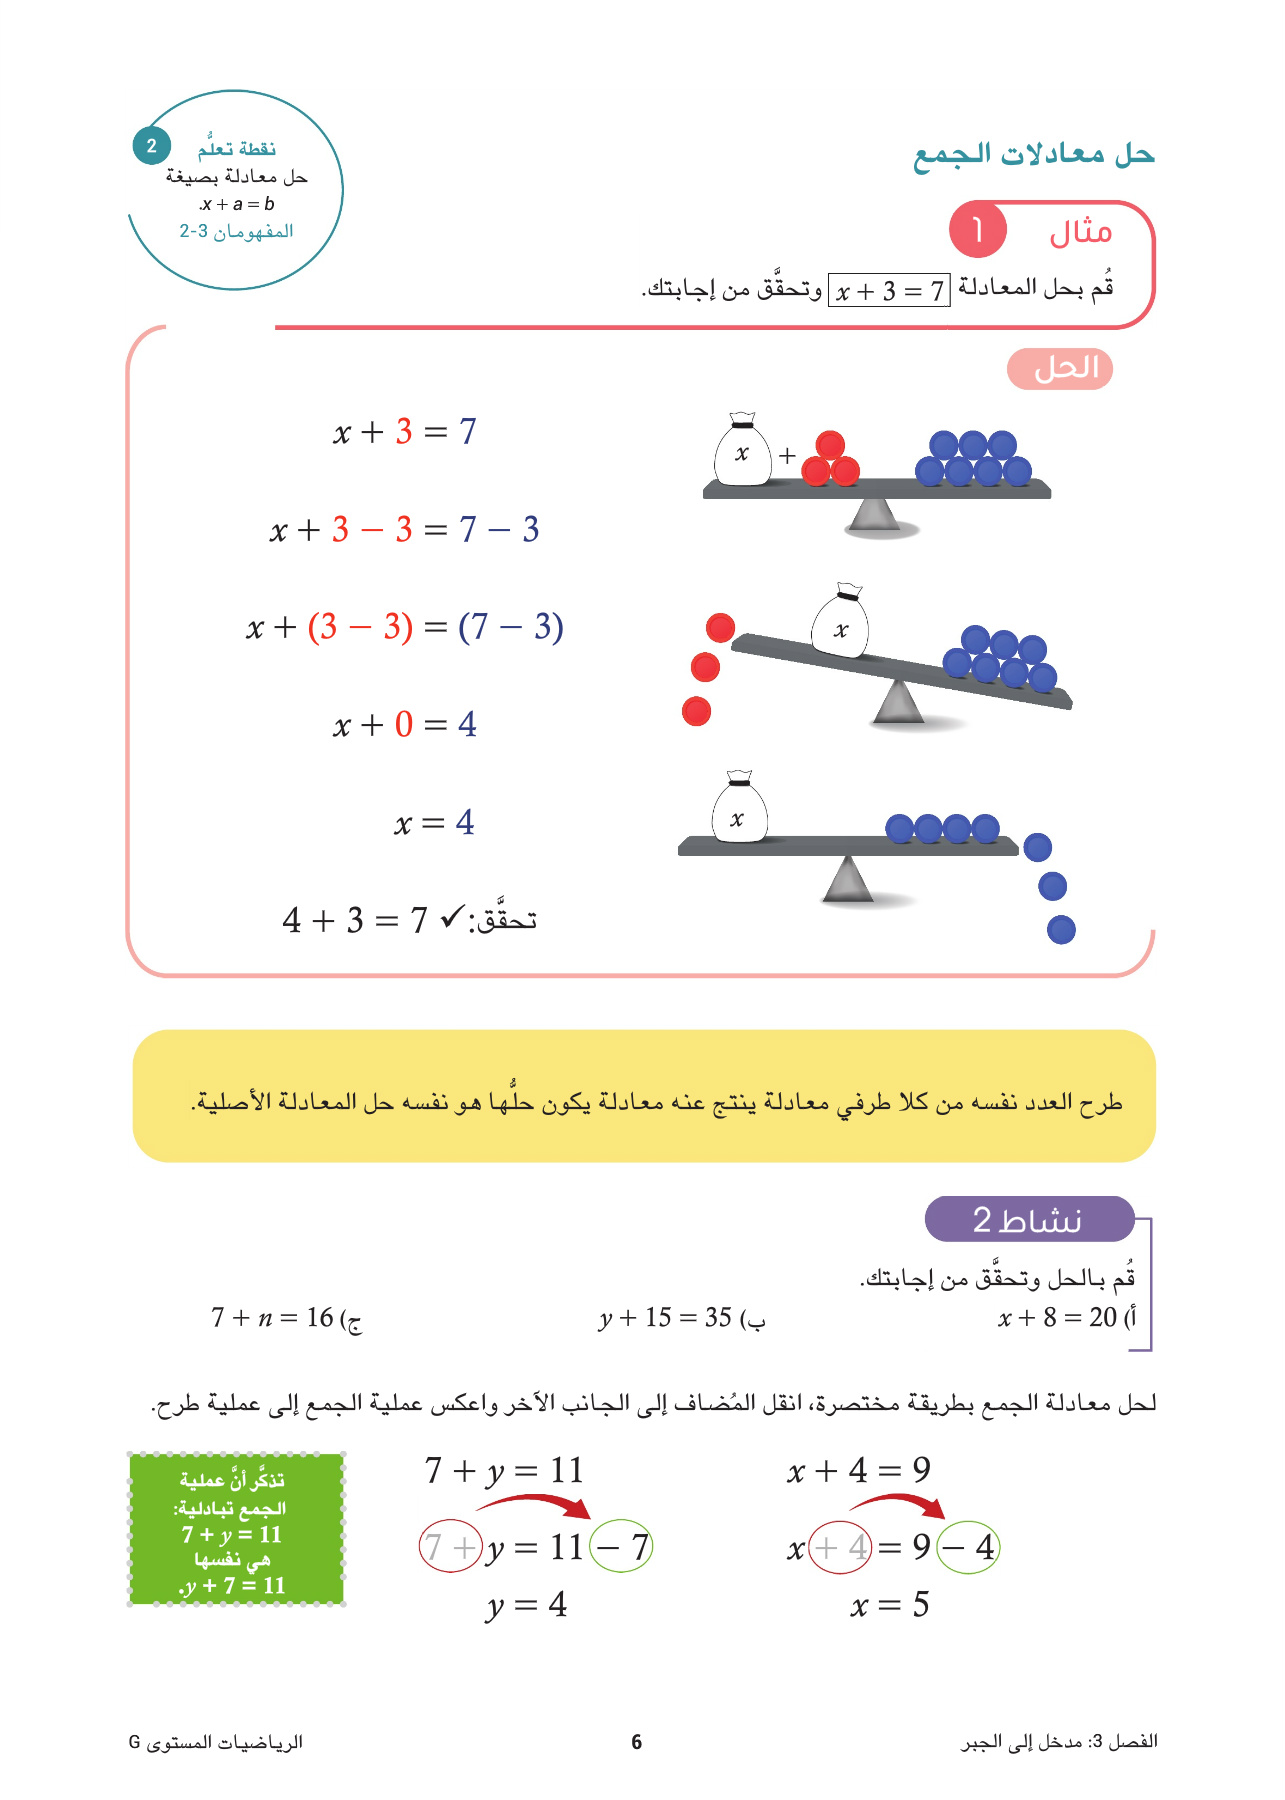 حل معادلات الجمع
2
نقطة تعلُّم
حل معادلة بصيغة
x + a = b.
المفهومان 3-2
مثال 1
قُم بحل المعادلة x + 3 = 7 وتحقَّق من إجابتك.
الحل
x + 3 = 7
x + 3 − 3 = 7 − 3
x + (3 − 3) = (7 − 3)
x + 0 = 4
x = 4
تحقَّق: ✓ 4 + 3 = 7
x +
x
x
طرح العدد نفسه من كلا طرفي معادلة ينتج عنه معادلة يكون حلُّها هو نفسه حل المعادلة الأصلية.
نشاط 2
قُم بالحل وتحقَّق من إجابتك.
أ) x + 8 = 20 ب) y + 15 = 35 ج) 7 + n = 16
لحل معادلة الجمع بطريقة مختصرة، انقل المُضاف إلى الجانب الآخر واعكس عملية الجمع إلى عملية طرح.
x + 4 = 9
x + 4 = 9 − 4
x = 5
7 + y = 11
7 + y = 11 − 7
y = 4
تذكَّر أنَّ عملية
الجمع تبادلية:
7 + y = 11
هي نفسها
y + 7 = 11.
الفصل 3: مدخل إلى الجبر
6
الرياضيات المستوى G